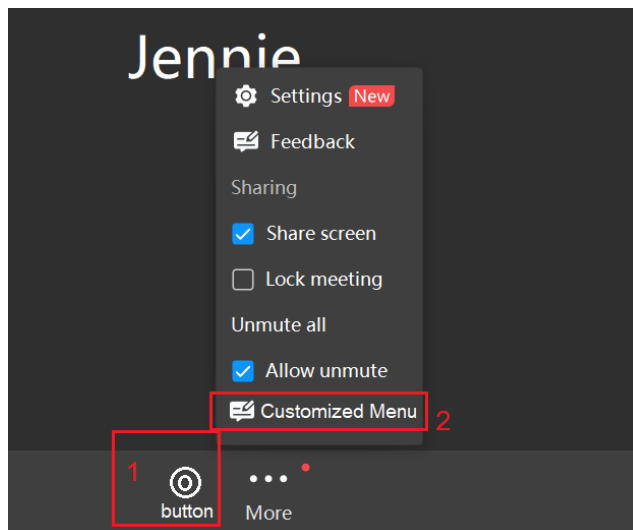 Jennie
Settings New
Feedback
Sharing
Share screen
Lock meeting
Unmute all
Allow unmute
Customized Menu 2
1
button
More